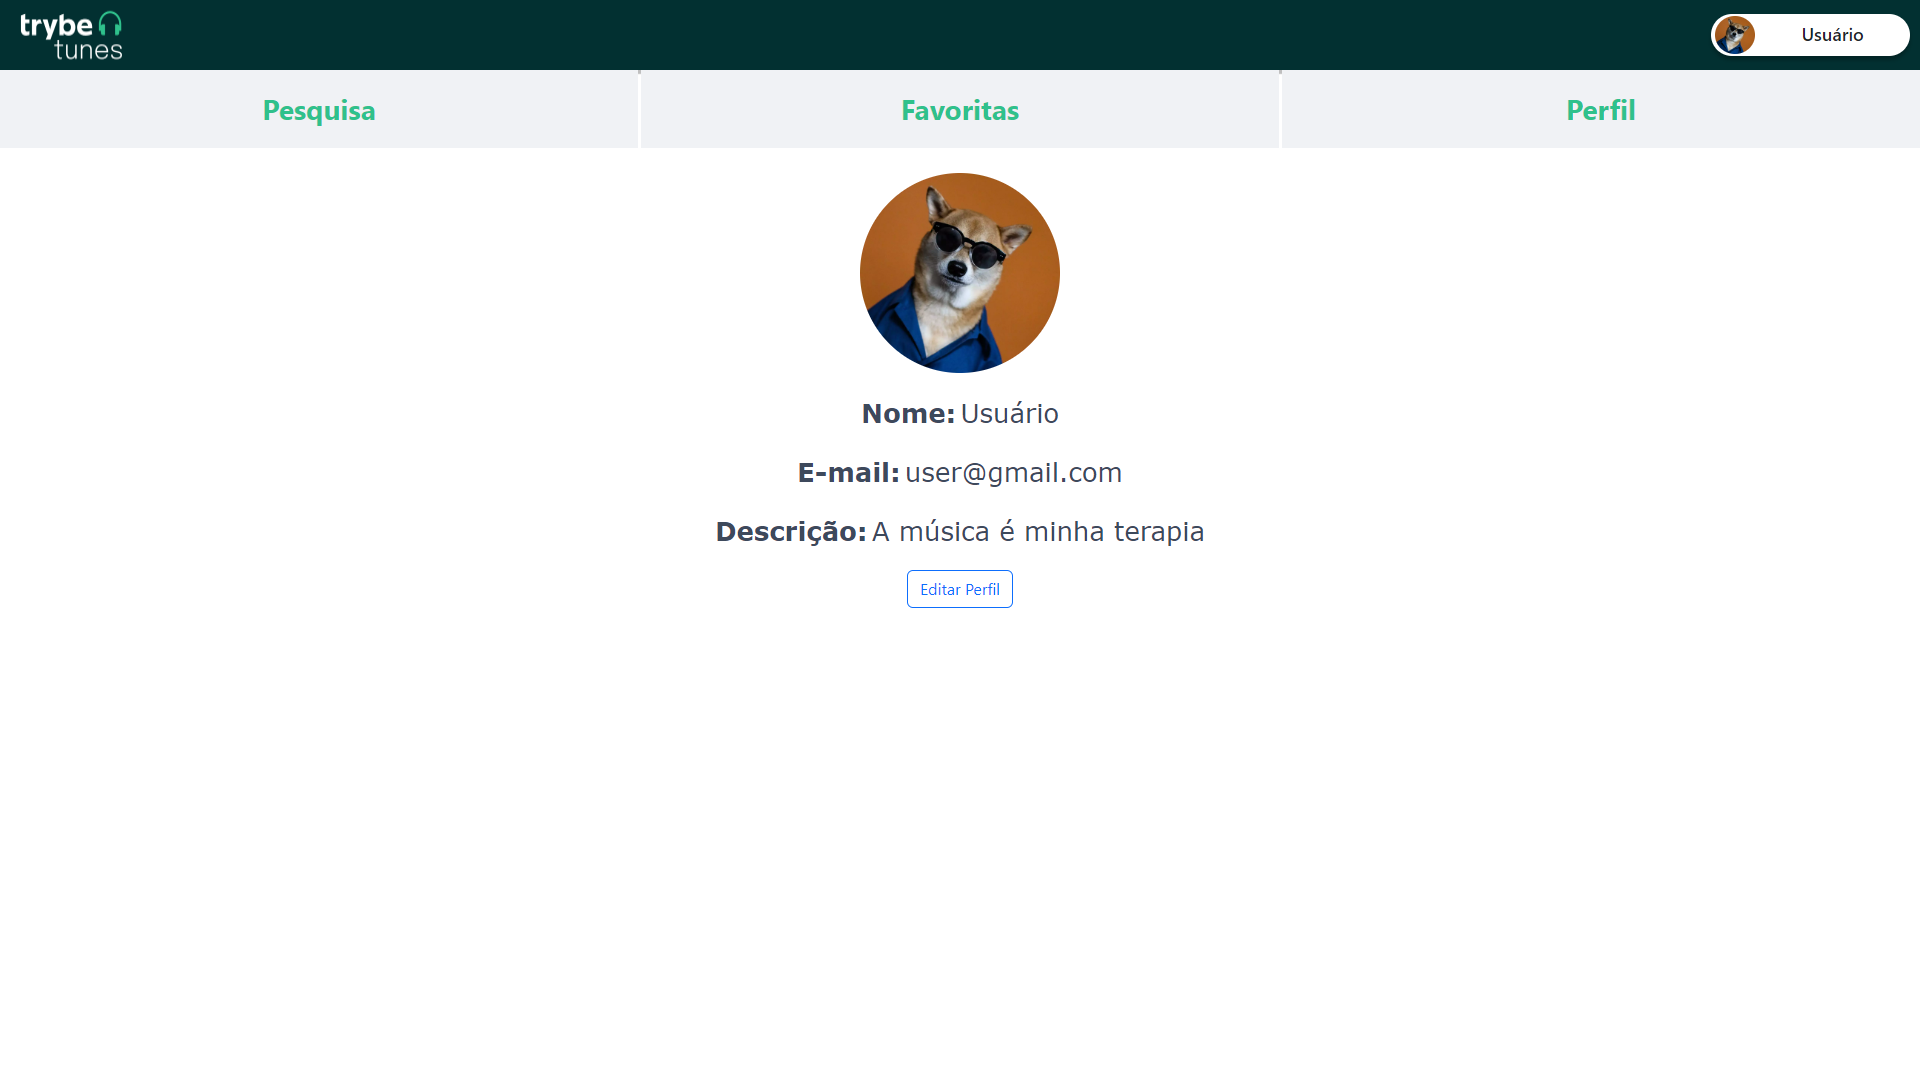 trybe
tunes
Usuário
Pesquisa
Favoritas
Perfil
Nome: Usuário
E-mail: user@gmail.com
Descrição: A música é minha terapia
Editar Perfil